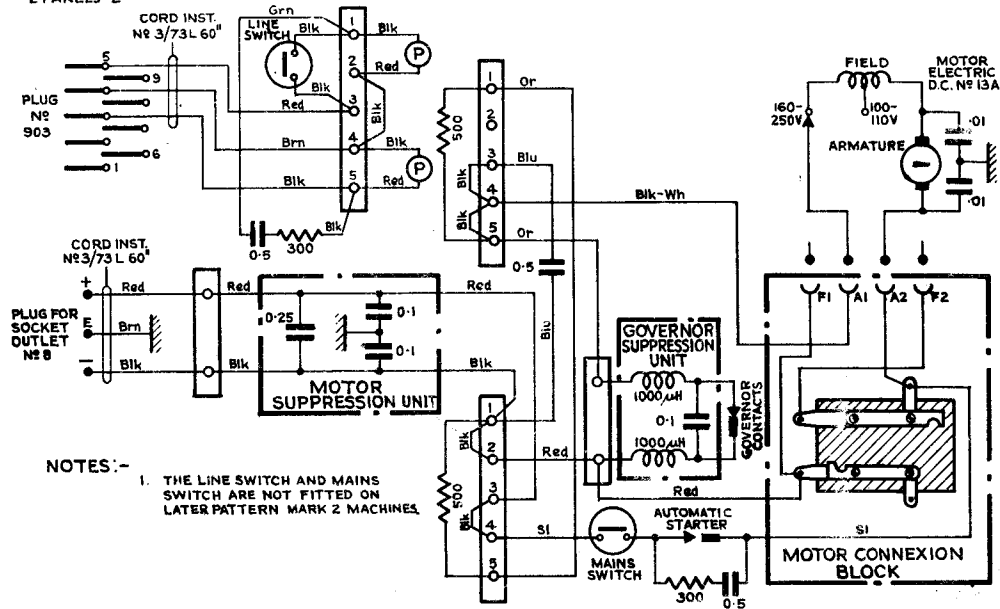 CORD INST.
Nº 3/73L 60"
PLUG
Nº
903
5
9
6
1
Grn
LINE
SWITCH
Blk
Blk
Red
Brn
Blk
Blk
0.5
300
1
2
3
4
5
Blk
Red
Blk
Blk
Red
P
P
1
2
3
4
5
500
Or
Blu
Blk
Blk
Or
Blk-Wh
0.5
Blu
FIELD
MOTOR
ELECTRIC
D.C. Nº 13A
160-
250V
100-
110V
ARMATURE
.01
.01
CORD INST.
Nº3/73L 60"
PLUG FOR
SOCKET
OUTLET
Nº 8
+
E
−
Red
Brn
Blk
Red
Blk
0.25
0.1
0.1
Red
Blk
MOTOR
SUPPRESSION UNIT
GOVERNOR
SUPPRESSION
UNIT
1000µH
0.1
1000µH
GOVERNOR
CONTACTS
F1
A1
A2
F2
1
2
3
4
5
500
Blk
Blk
Red
Red
Sl
MAINS
SWITCH
AUTOMATIC
STARTER
300
0.5
Sl
MOTOR CONNEXION
BLOCK
NOTES:-
1. THE LINE SWITCH AND MAINS
SWITCH ARE NOT FITTED ON
LATER PATTERN MARK 2 MACHINES.